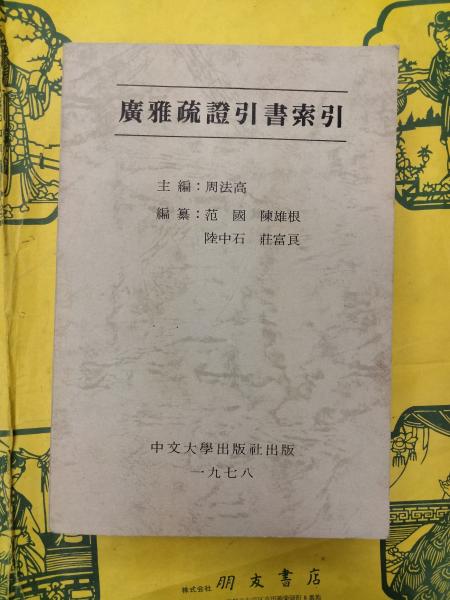 廣雅疏證引書索引
主編：周法高
編纂：范 國 陳雄根
陸中石 莊富良
中文大學出版社出版
一九七八
株式会社 朋友書店